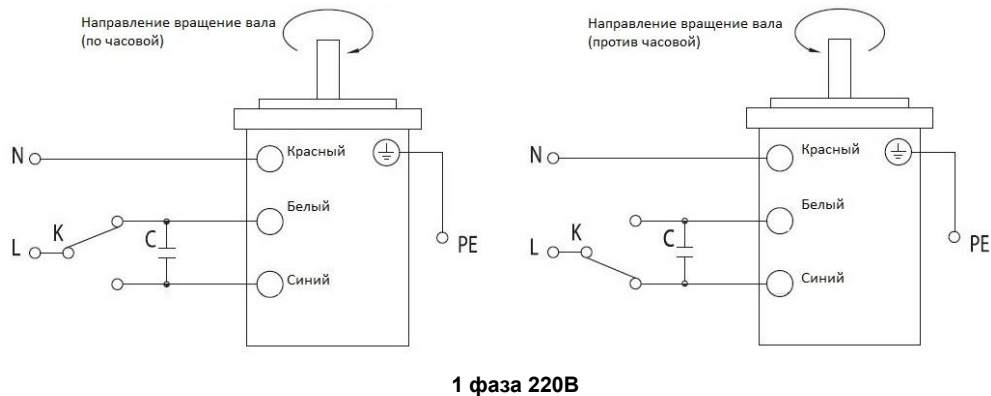 Направление вращение вала
(по часовой)
N
Красный
Белый
K
L
C
Синий
PE
Направление вращение вала
(против часовой)
N
Красный
Белый
K
L
C
Синий
PE
1 фаза 220В